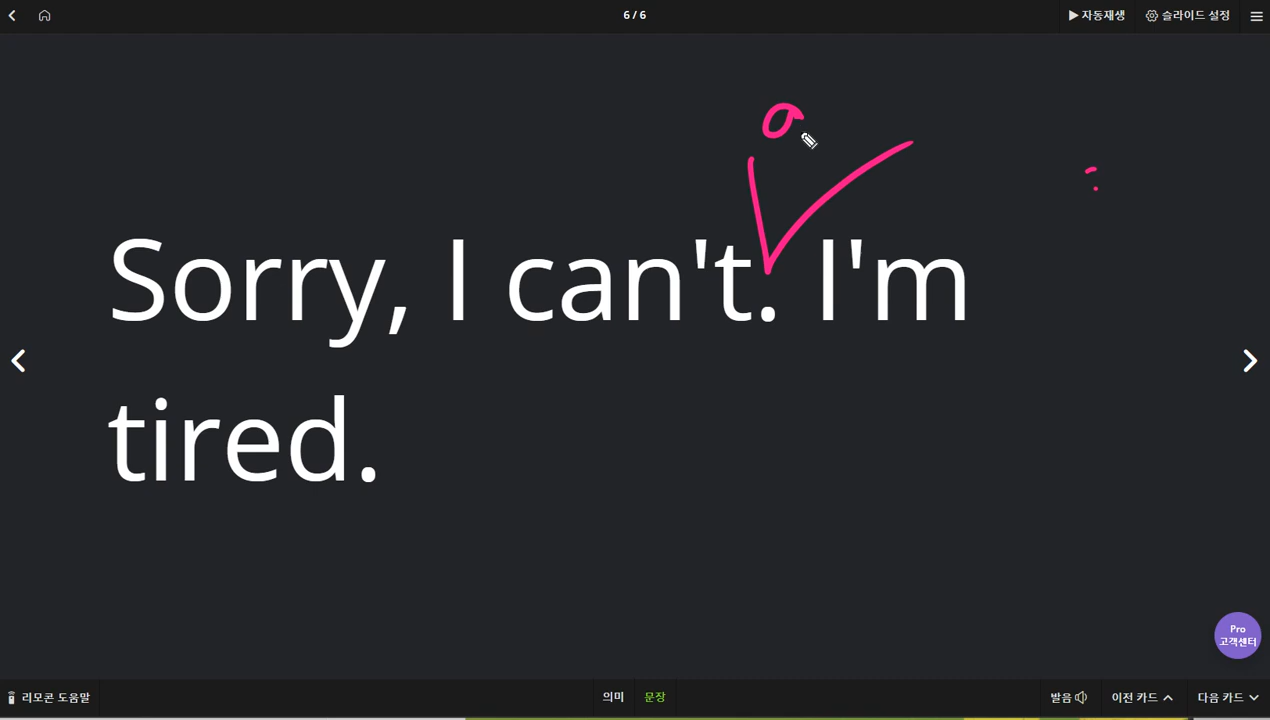 6 / 6
자동재생
슬라이드 설정
a
Sorry, I can't. I'm
tired.
Pro
고객센터
리모콘 도움말
의미
문장
발음
이전 카드
다음 카드